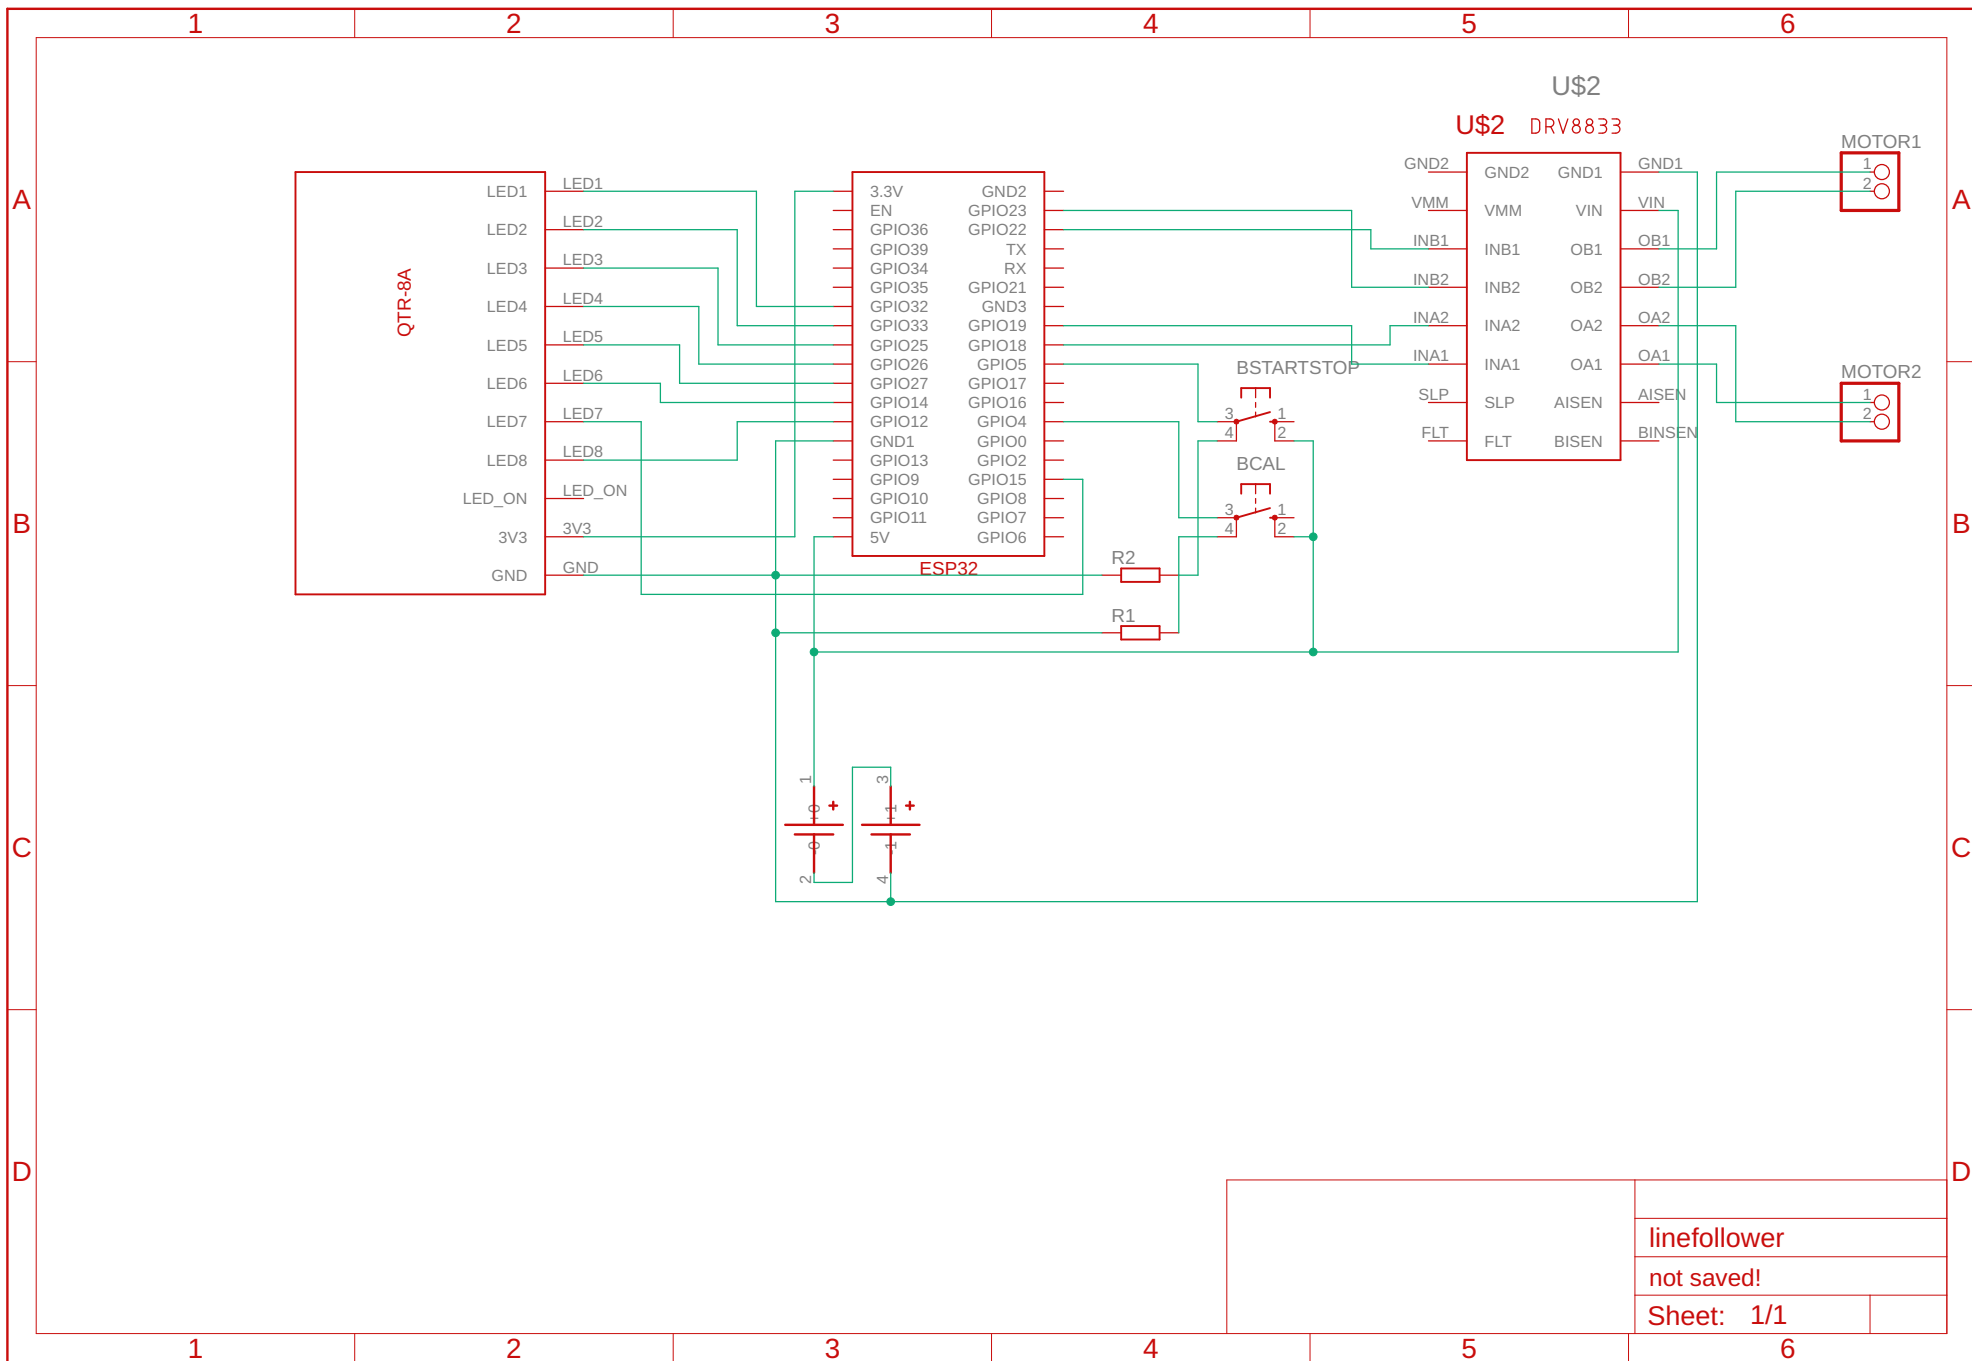 1 2 3 4 5 6
A A
B B
C C
D D
QTR-8A
LED1 LED1
LED2 LED2
LED3 LED3
LED4 LED4
LED5 LED5
LED6 LED6
LED7 LED7
LED8 LED8
LED_ON LED_ON
3V3 3V3
GND GND
3.3V GND2
EN GPIO23
GPIO36 GPIO22
GPIO39 TX
GPIO34 RX
GPIO35 GPIO21
GPIO32 GND3
GPIO33 GPIO19
GPIO25 GPIO18
GPIO26 GPIO5
GPIO27 GPIO17
GPIO14 GPIO16
GPIO12 GPIO4
GND1 GPIO0
GPIO13 GPIO2
GPIO9 GPIO15
GPIO10 GPIO8
GPIO11 GPIO7
5V GPIO6
ESP32
BSTARTSTOP
3 1
4 2
BCAL
3 1
4 2
R2
R1
U$2
U$2 DRV8833
GND2 GND2 GND1 GND1
VMM VMM VIN VIN
INB1 INB1 OB1 OB1
INB2 INB2 OB2 OB2
INA2 INA2 OA2 OA2
INA1 INA1 OA1 OA1
SLP SLP AISEN AISEN
FLT FLT BISEN BINSEN
MOTOR1
1
2
MOTOR2
1
2
1 3
+ +
2 4
linefollower
not saved!
Sheet: 1/1
1 2 3 4 5 6